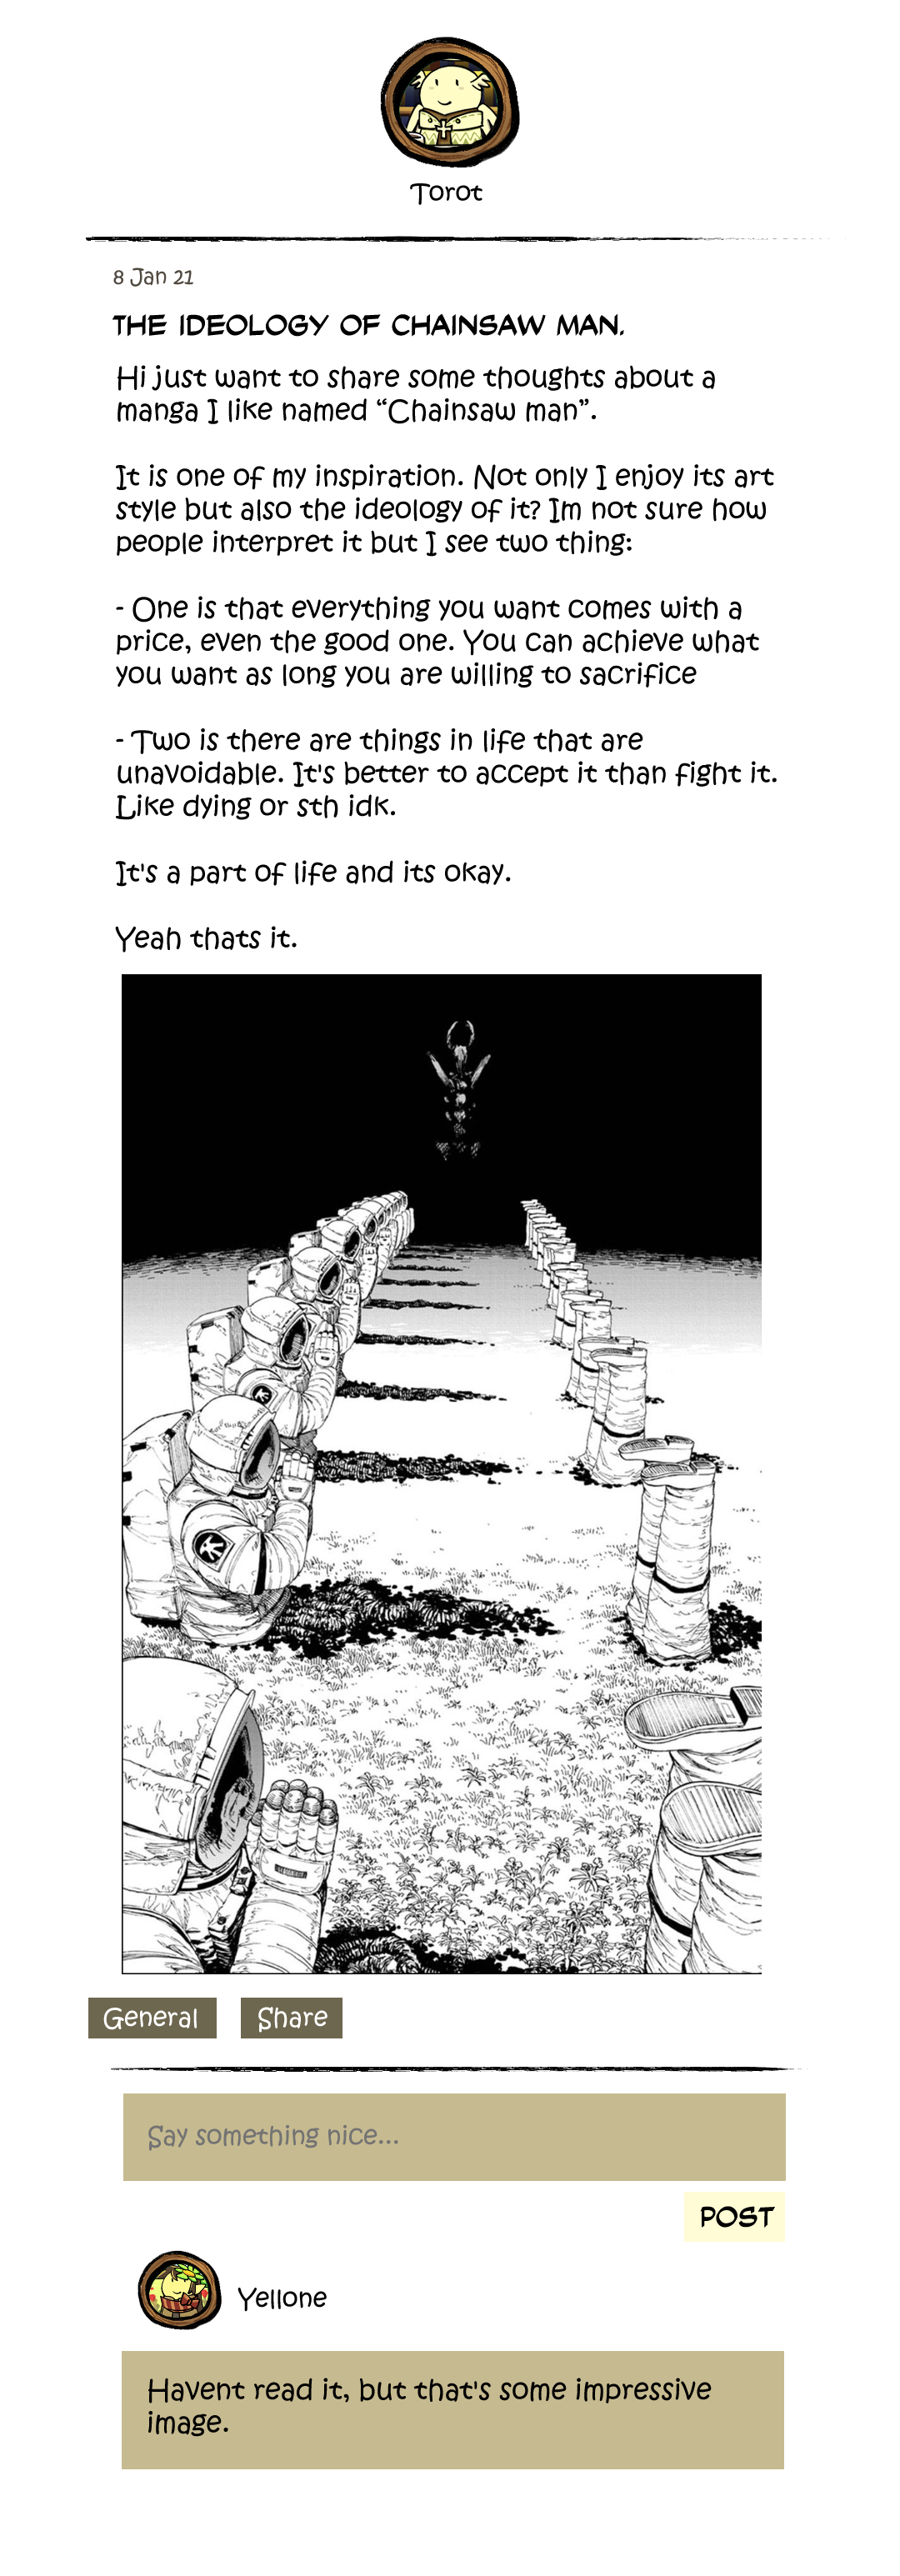 Torot
8 Jan 21
THE IDEOLOGY OF CHAINSAW MAN.
Hi just want to share some thoughts about a
manga I like named “Chainsaw man”.
It is one of my inspiration. Not only I enjoy its art
style but also the ideology of it? Im not sure how
people interpret it but I see two thing:
- One is that everything you want comes with a
price, even the good one. You can achieve what
you want as long you are willing to sacrifice
- Two is there are things in life that are
unavoidable. It's better to accept it than fight it.
Like dying or sth idk.
It's a part of life and its okay.
Yeah thats it.
General
Share
Say something nice...
POST
Yellone
Havent read it, but that's some impressive
image.